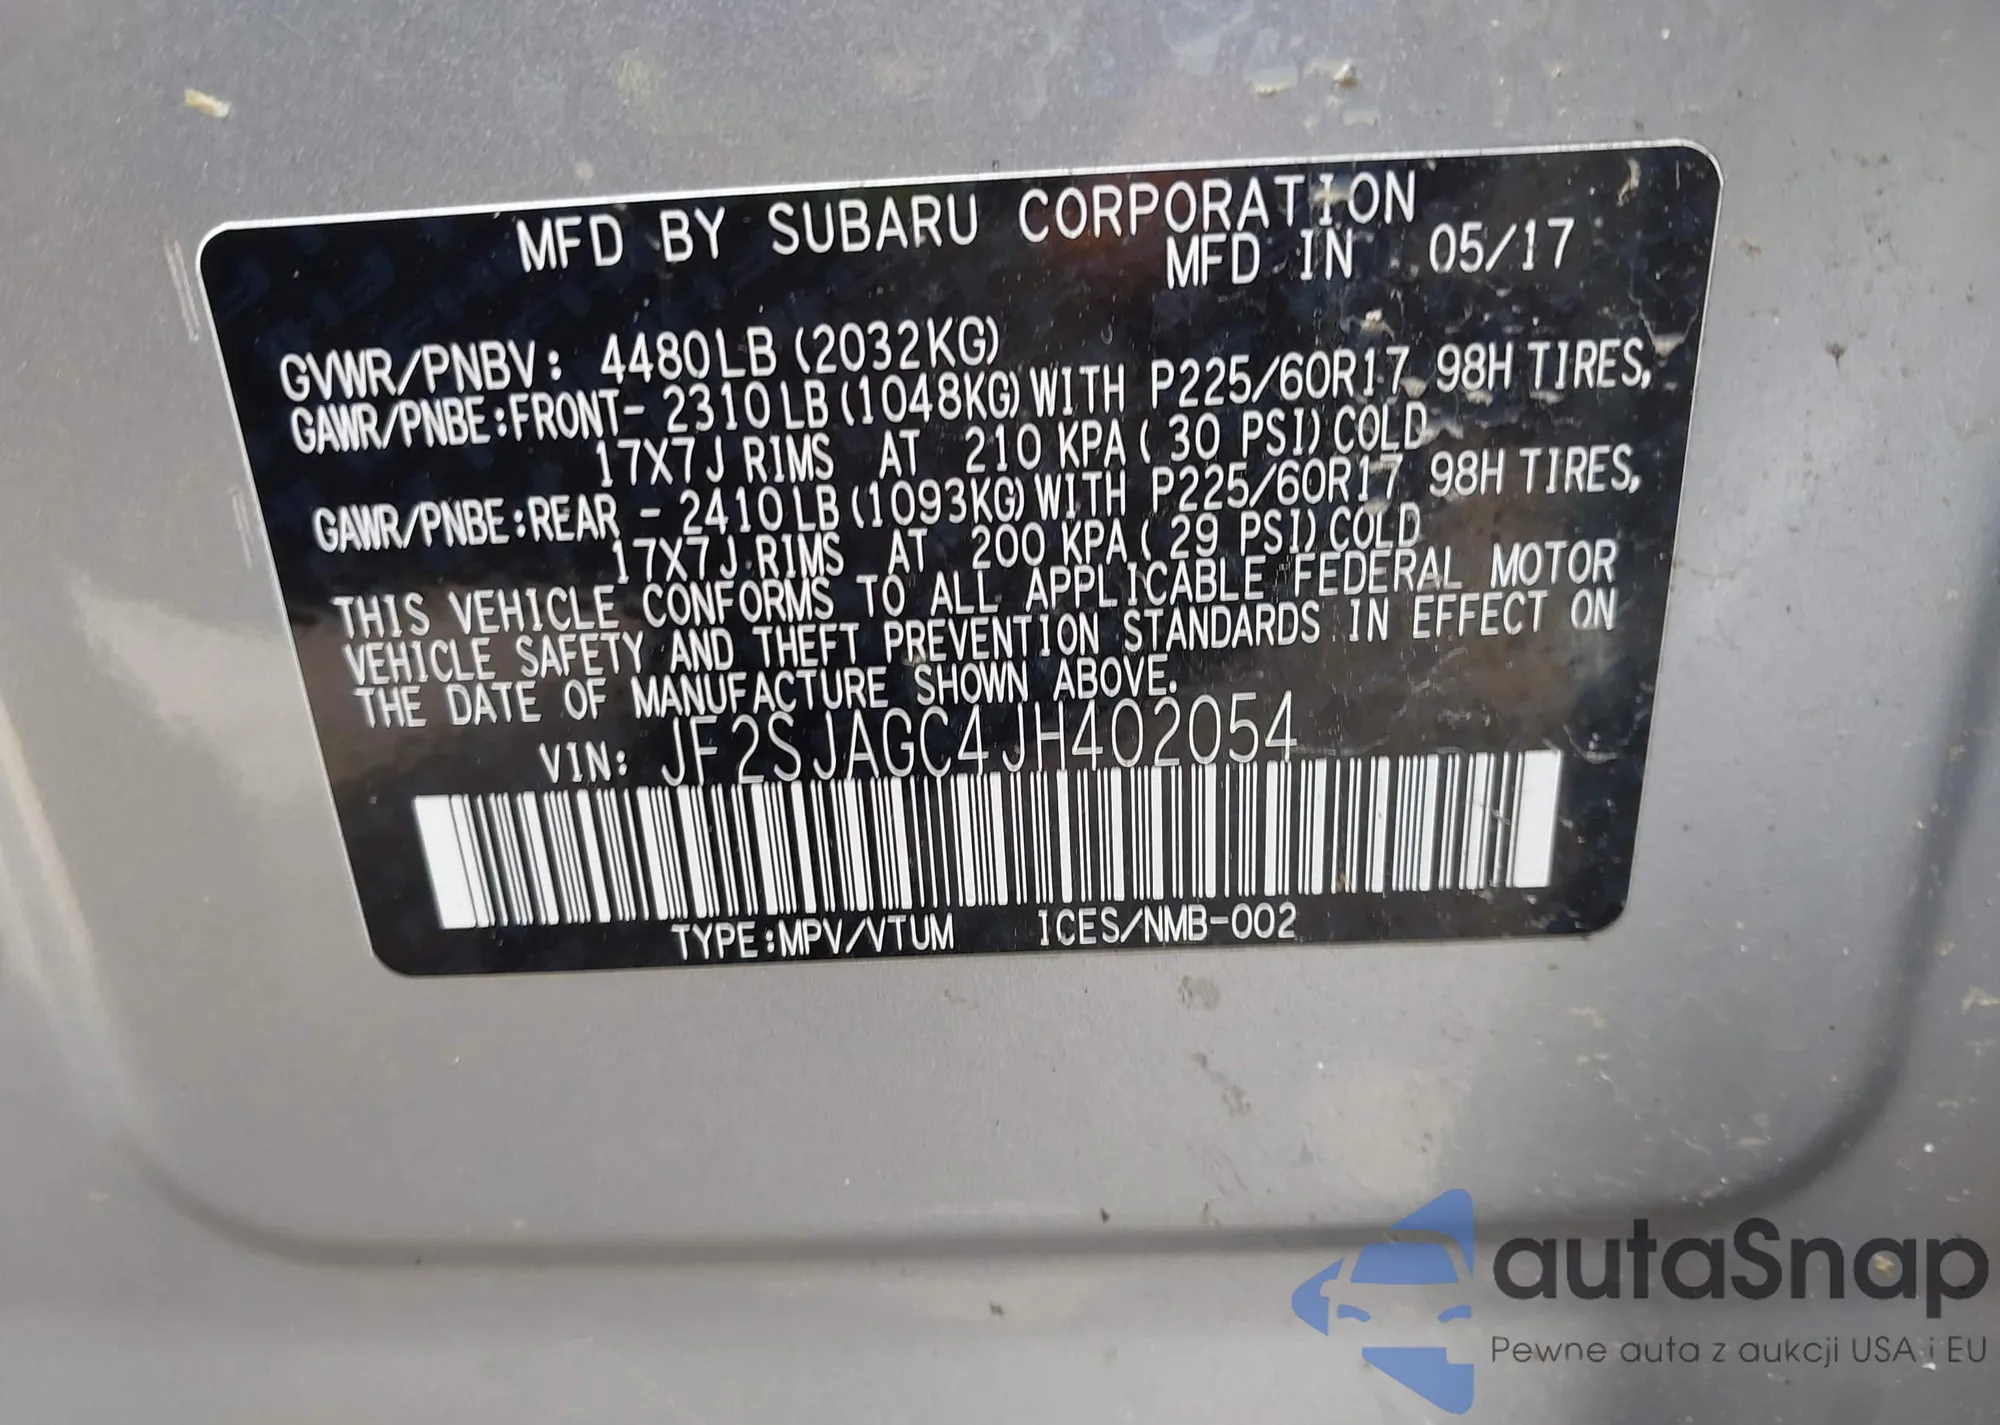 MFD BY SUBARU CORPORATION
MFD IN 05/17
GVWR/PNBV: 4480LB (2032KG)
GAWR/PNBE:FRONT- 2310LB(1048KG)WITH P225/60R17 98H TIRES,
17X7J RIMS AT 210 KPA( 30 PSI)COLD
GAWR/PNBE:REAR - 2410LB(1093KG)WITH P225/60R17 98H TIRES,
17X7J RIMS AT 200 KPA( 29 PSI)COLD
THIS VEHICLE CONFORMS TO ALL APPLICABLE FEDERAL MOTOR
VEHICLE SAFETY AND THEFT PREVENTION STANDARDS IN EFFECT ON
THE DATE OF MANUFACTURE SHOWN ABOVE.
VIN: JF2SJAGC4JH402054
TYPE:MPV/VTUM ICES/NMB-002
autaSnap
Pewne auta z aukcji USA i EU